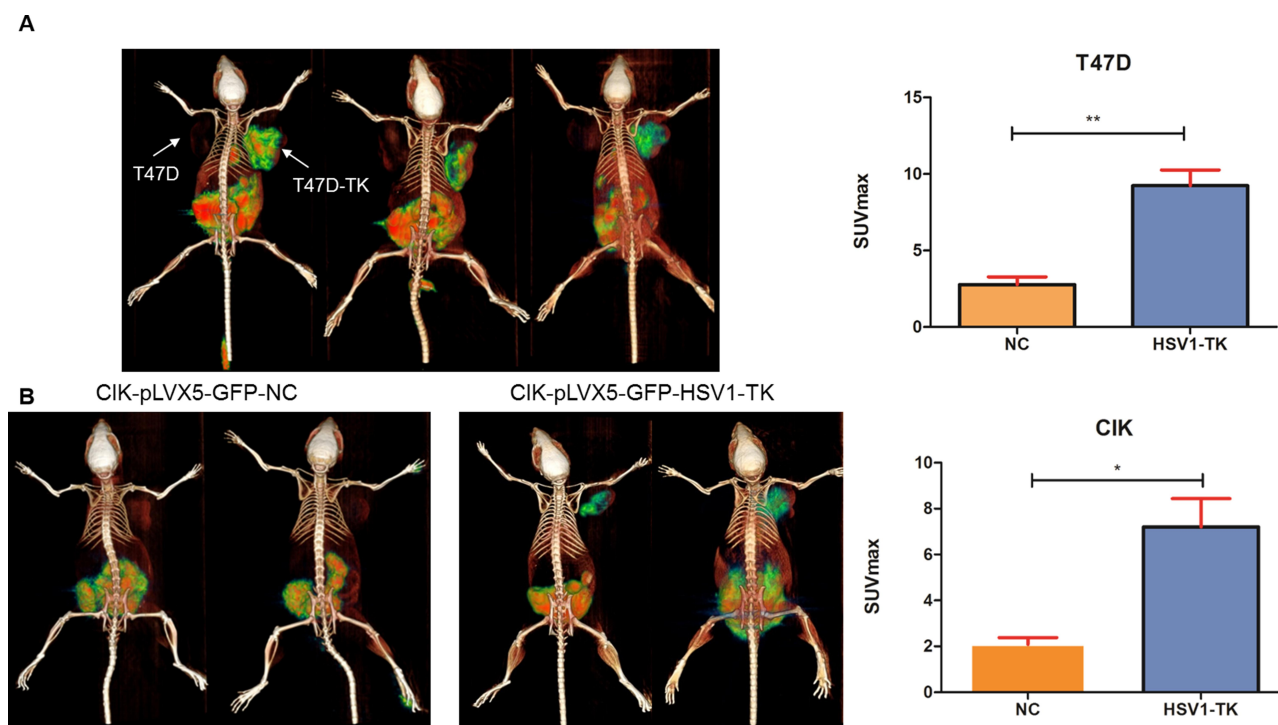 A
T47D
T47D-TK
T47D
15
10
5
0
SUVmax
**
NC
HSV1-TK
B
CIK-pLVX5-GFP-NC
CIK-pLVX5-GFP-HSV1-TK
CIK
10
8
6
4
2
0
SUVmax
*
NC
HSV1-TK